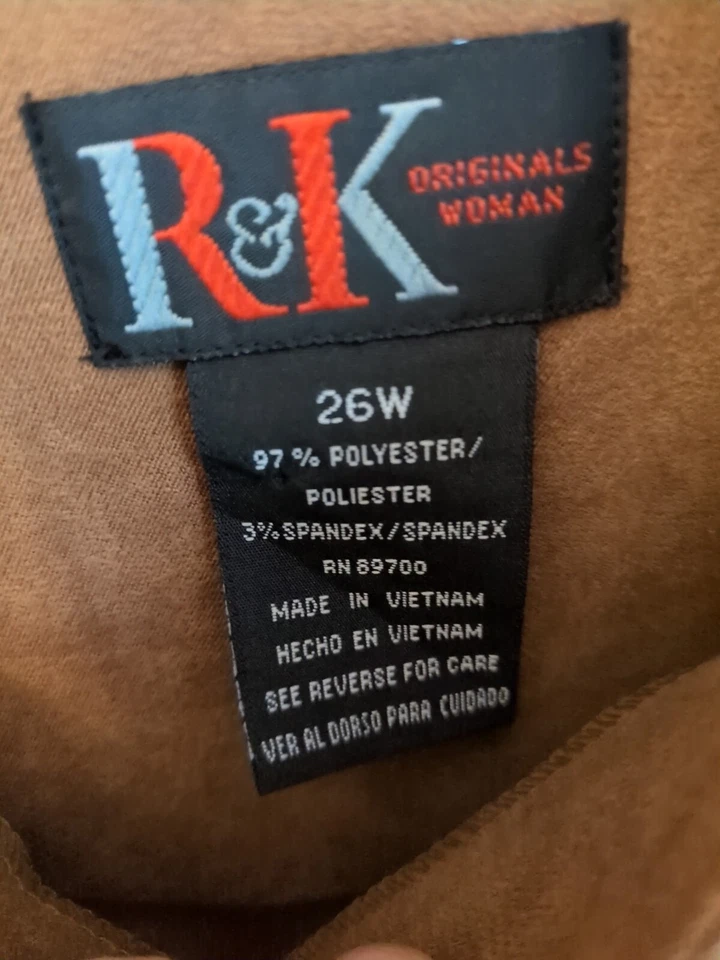 R&K ORIGINALS
WOMAN
26W
97 % POLYESTER/
POLIESTER
3% SPANDEX/SPANDEX
RN 89700
MADE IN VIETNAM
HECHO EN VIETNAM
SEE REVERSE FOR CARE
VER AL DORSO PARA CUIDADO